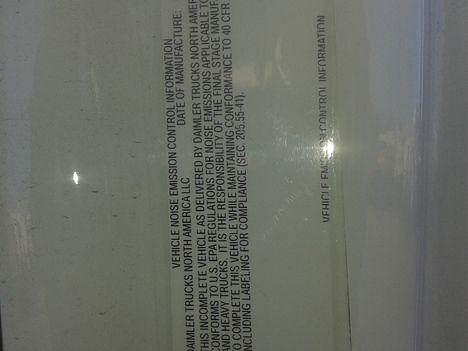 VEHICLE NOISE EMISSION CONTROL INFORMATION
DATE OF MANUFACTURE:
DAIMLER TRUCKS NORTH AMERICA LLC
THIS INCOMPLETE VEHICLE AS DELIVERED BY DAIMLER TRUCKS NORTH AMER
CONFORMS TO U.S. EPA REGULATIONS FOR NOISE EMISSIONS APPLICABLE TO
AND HEAVY TRUCKS. IT IS THE RESPONSIBILITY OF THE FINAL STAGE MANUF
TO COMPLETE THIS VEHICLE WHILE MAINTAINING CONFORMANCE TO 40 CFR
INCLUDING LABELING FOR COMPLIANCE (SEC. 205.55-41).
VEHICLE EMISSION CONTROL INFORMATION